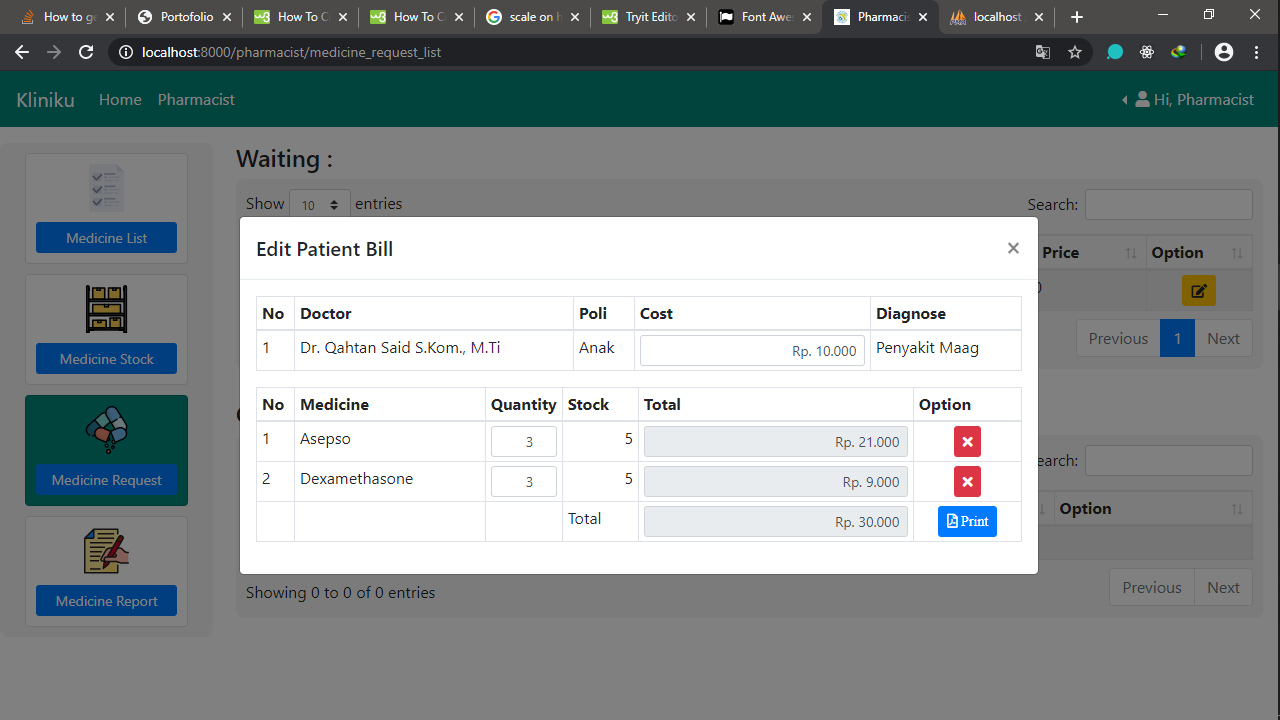 How to ge
Portofolio
How To C
How To C
scale on h
Tryit Edito
Font Awes
Pharmacis
localhost
localhost:8000/pharmacist/medicine_request_list
Kliniku Home Pharmacist Hi, Pharmacist
Medicine List
Medicine Stock
Medicine Request
Medicine Report
Waiting :
Show 10 entries Search:
Price Option
0
Previous 1 Next
Edit Patient Bill ×
No Doctor Poli Cost Diagnose
1 Dr. Qahtan Said S.Kom., M.Ti Anak Rp. 10.000 Penyakit Maag
No Medicine Quantity Stock Total Option
1 Asepso 3 5 Rp. 21.000
2 Dexamethasone 3 5 Rp. 9.000
Total Rp. 30.000 Print
earch:
Option
Showing 0 to 0 of 0 entries Previous Next